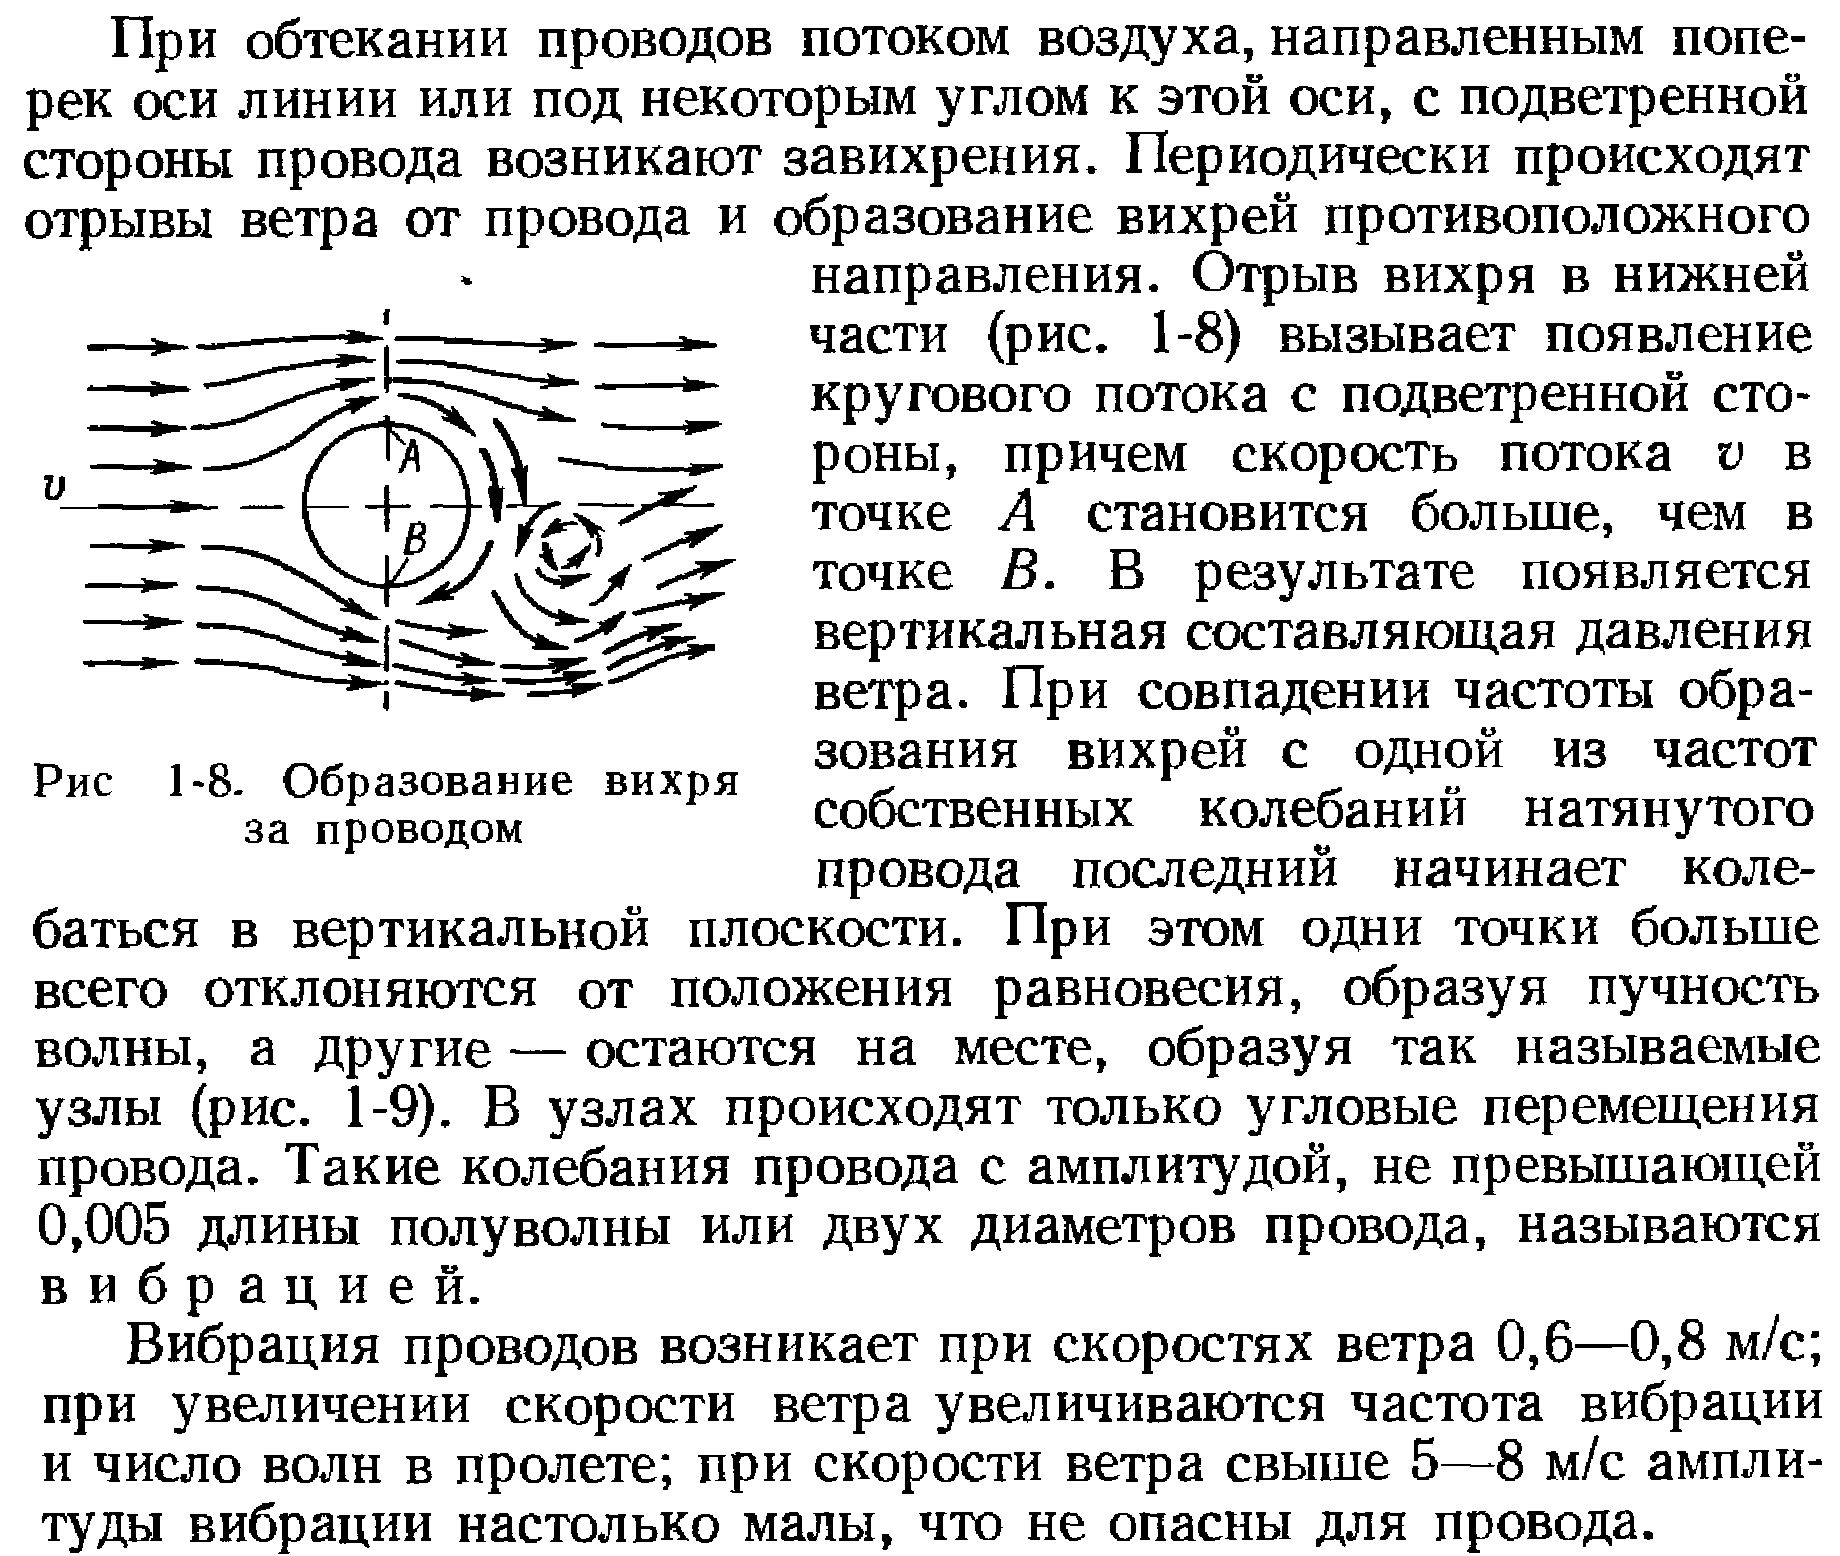 При обтекании проводов потоком воздуха, направленным попе-
рек оси линии или под некоторым углом к этой оси, с подветренной
стороны провода возникают завихрения. Периодически происходят
отрывы ветра от провода и образование вихрей противоположного
направления. Отрыв вихря в нижней
части (рис. 1-8) вызывает появление
кругового потока с подветренной сто-
роны, причем скорость потока v в
точке А становится больше, чем в
точке В. В результате появляется
вертикальная составляющая давления
ветра. При совпадении частоты обра-
зования вихрей с одной из частот
собственных колебаний натянутого
провода последний начинает коле-
v
А
В
Рис 1-8. Образование вихря
за проводом
баться в вертикальной плоскости. При этом одни точки больше
всего отклоняются от положения равновесия, образуя пучность
волны, а другие — остаются на месте, образуя так называемые
узлы (рис. 1-9). В узлах происходят только угловые перемещения
провода. Такие колебания провода с амплитудой, не превышающей
0,005 длины полуволны или двух диаметров провода, называются
в и б р а ц и е й.
Вибрация проводов возникает при скоростях ветра 0,6—0,8 м/с;
при увеличении скорости ветра увеличиваются частота вибрации
и число волн в пролете; при скорости ветра свыше 5—8 м/с ампли-
туды вибрации настолько малы, что не опасны для провода.